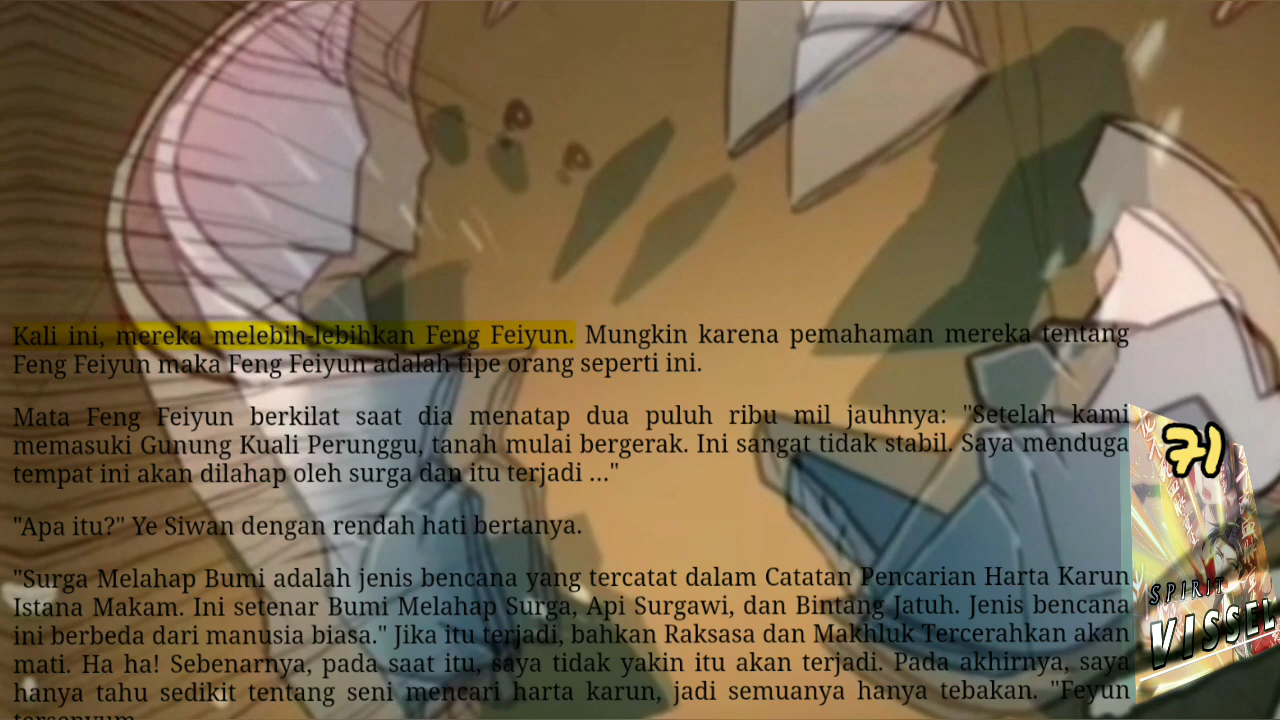 Kali ini, mereka melebih-lebihkan Feng Feiyun. Mungkin karena pemahaman mereka tentang
Feng Feiyun maka Feng Feiyun adalah tipe orang seperti ini.
Mata Feng Feiyun berkilat saat dia menatap dua puluh ribu mil jauhnya: "Setelah kami
memasuki Gunung Kuali Perunggu, tanah mulai bergerak. Ini sangat tidak stabil. Saya menduga
tempat ini akan dilahap oleh surga dan itu terjadi ..."
"Apa itu?" Ye Siwan dengan rendah hati bertanya.
"Surga Melahap Bumi adalah jenis bencana yang tercatat dalam Catatan Pencarian Harta Karun
Istana Makam. Ini setenar Bumi Melahap Surga, Api Surgawi, dan Bintang Jatuh. Jenis bencana
ini berbeda dari manusia biasa." Jika itu terjadi, bahkan Raksasa dan Makhluk Tercerahkan akan
mati. Ha ha! Sebenarnya, pada saat itu, saya tidak yakin itu akan terjadi. Pada akhirnya, saya
hanya tahu sedikit tentang seni mencari harta karun, jadi semuanya hanya tebakan. "Feyun
tersenyum
71
SPIRIT
VISSEL